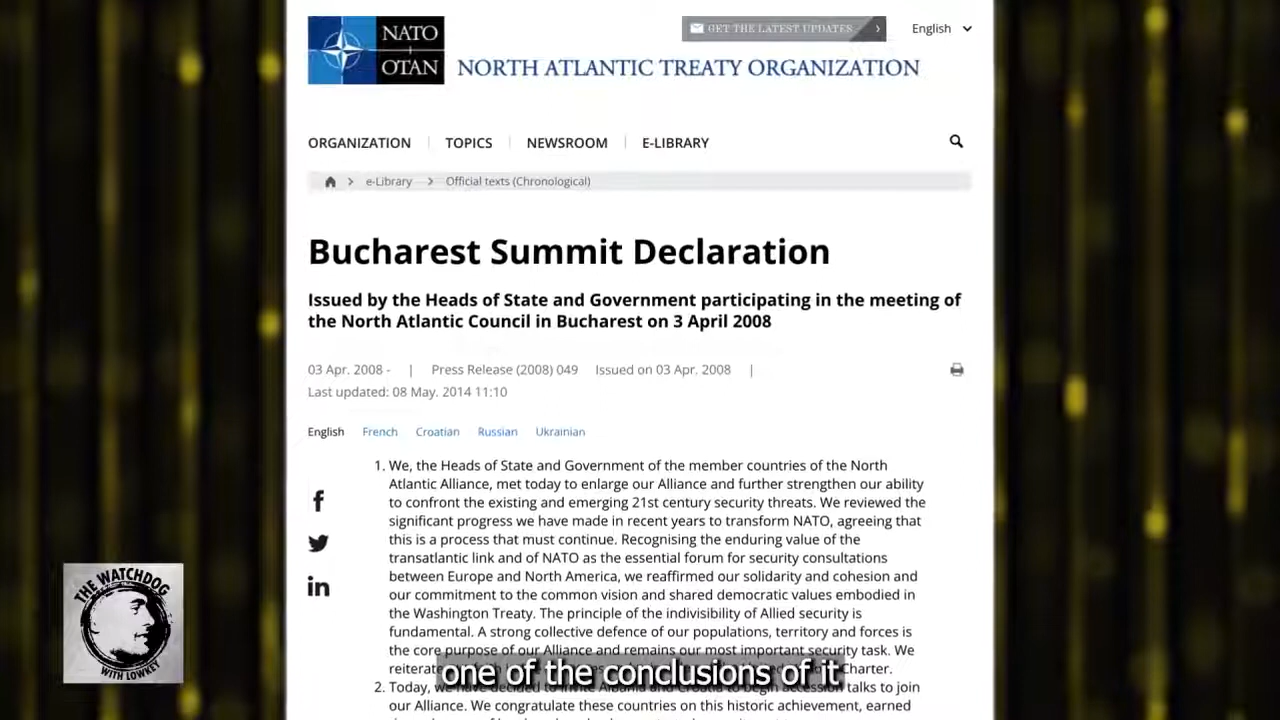 NATO
OTAN
GET THE LATEST UPDATES
English
NORTH ATLANTIC TREATY ORGANIZATION
ORGANIZATION
TOPICS
NEWSROOM
E-LIBRARY
e-Library
Official texts (Chronological)
Bucharest Summit Declaration
Issued by the Heads of State and Government participating in the meeting of
the North Atlantic Council in Bucharest on 3 April 2008
03 Apr. 2008 - | Press Release (2008) 049 Issued on 03 Apr. 2008 |
Last updated: 08 May. 2014 11:10
English French Croatian Russian Ukrainian
1. We, the Heads of State and Government of the member countries of the North
Atlantic Alliance, met today to enlarge our Alliance and further strengthen our ability
to confront the existing and emerging 21st century security threats. We reviewed the
significant progress we have made in recent years to transform NATO, agreeing that
this is a process that must continue. Recognising the enduring value of the
transatlantic link and of NATO as the essential forum for security consultations
between Europe and North America, we reaffirmed our solidarity and cohesion and
our commitment to the common vision and shared democratic values embodied in
the Washington Treaty. The principle of the indivisibility of Allied security is
fundamental. A strong collective defence of our populations, territory and forces is
the core purpose of our Alliance and remains our most important security task. We
reiterate Charter.
one of the conclusions of it
2. Today, we have decided to invite Albania and Croatia to begin accession talks to join
our Alliance. We congratulate these countries on this historic achievement, earned
THE WATCHDOG
WITH LOWKEY